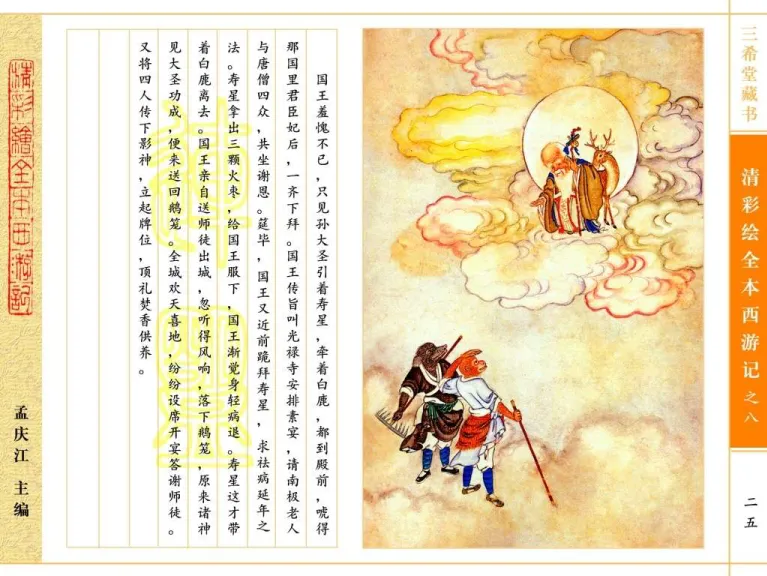 三希堂藏书
清彩绘全本西游记之八
二五
国王羞愧不已，只见孙大圣引着寿星，牵着白鹿，都到殿前，唬得
那国里君臣妃后，一齐下拜。国王传旨叫光禄寺安排素宴，请南极老人
与唐僧四众，共坐谢恩。筵毕，国王又近前跪拜寿星，求祛病延年之
法。寿星拿出三颗火枣，给国王服下，国王渐觉身轻病退。寿星这才带
着白鹿离去。国王亲自送师徒出城，忽听得风响，落下鹅笼，原来诸神
见大圣功成，便来送回鹅笼。全城欢天喜地，纷纷设席开宴答谢师徒。
又将四人传下影神，立起牌位，顶礼焚香供养。
清彩繪全本西游記
孟庆江 主编